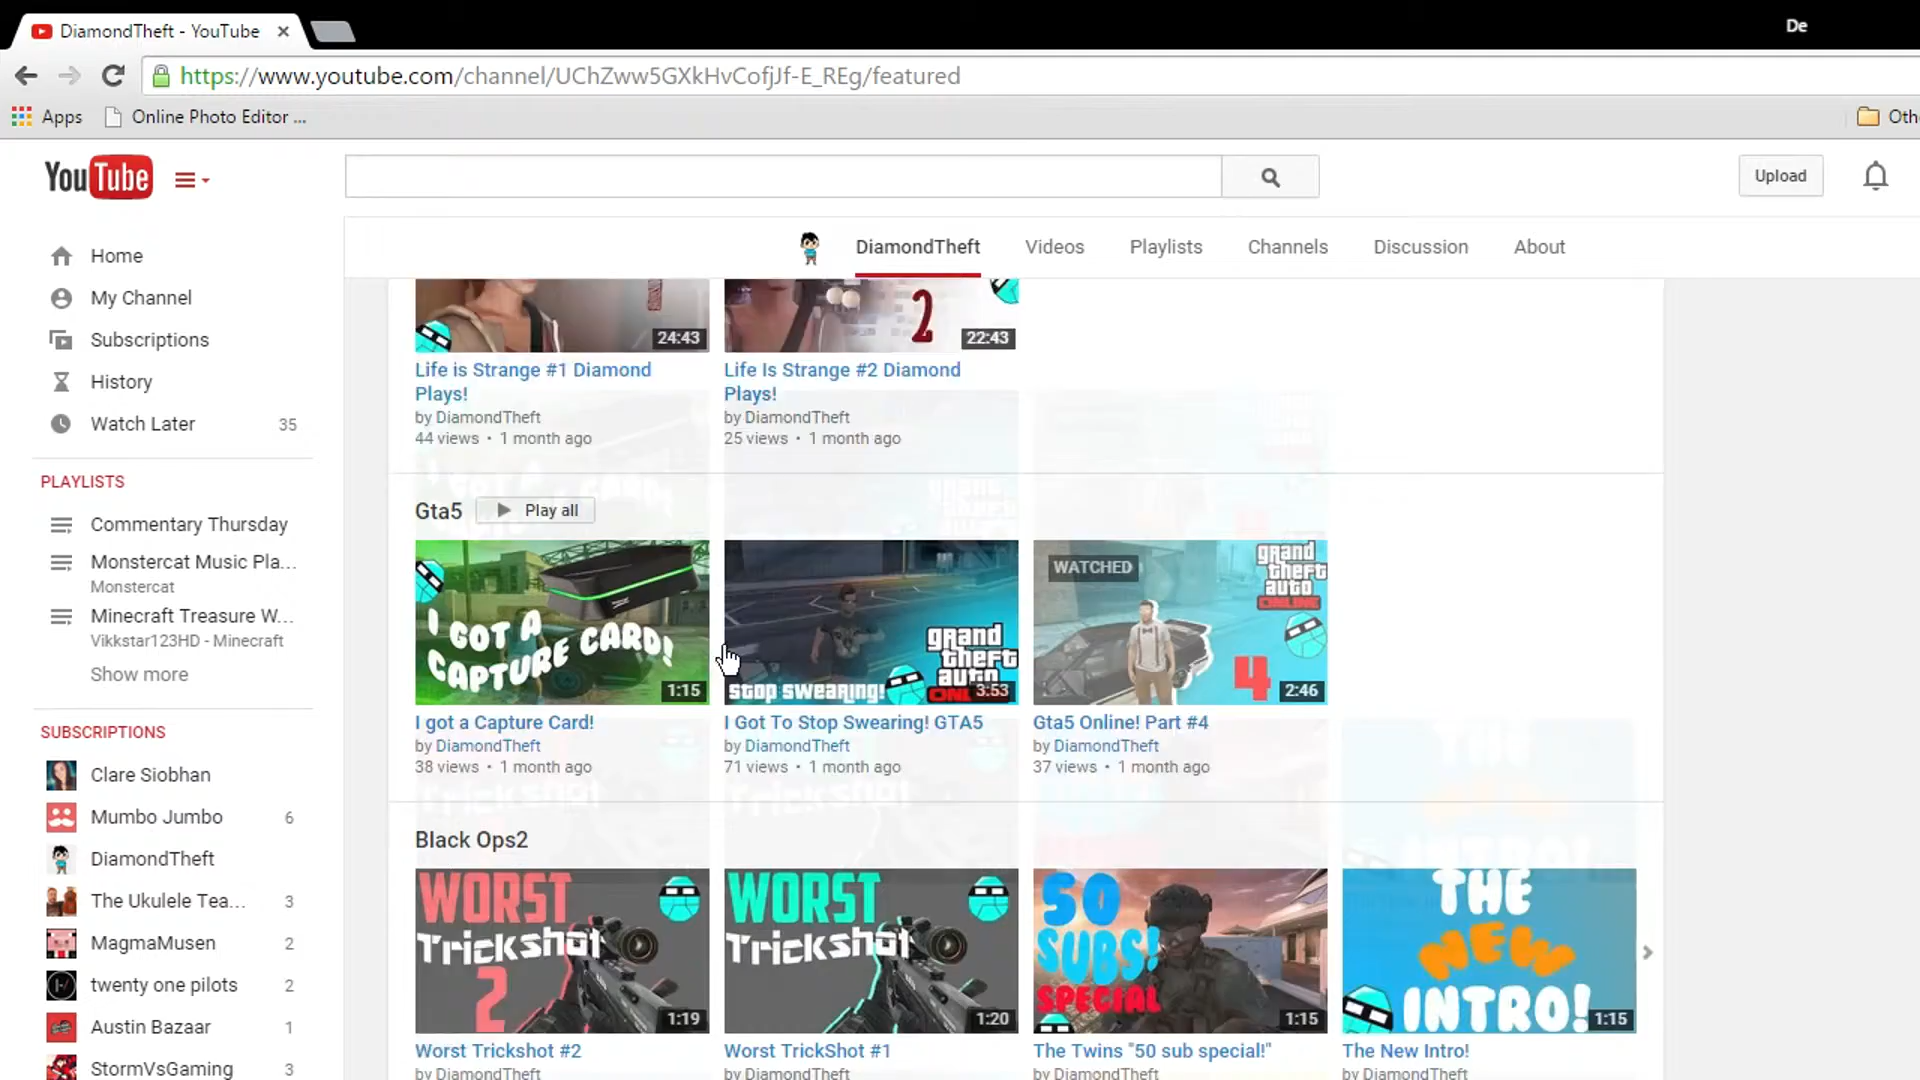 DiamondTheft - YouTube
De
https://www.youtube.com/channel/UChZww5GXkHvCofjJf-E_REg/featured
Apps
Online Photo Editor ...
Oth
YouTube
Upload
DiamondTheft
Videos
Playlists
Channels
Discussion
About
Home
My Channel
Subscriptions
History
Watch Later 35
PLAYLISTS
Commentary Thursday
Monstercat Music Pla...
Monstercat
Minecraft Treasure W...
Vikkstar123HD - Minecraft
Show more
SUBSCRIPTIONS
Clare Siobhan
Mumbo Jumbo 6
DiamondTheft
The Ukulele Tea... 3
MagmaMusen 2
twenty one pilots 2
Austin Bazaar 1
StormVsGaming 3
24:43
Life is Strange #1 Diamond
Plays!
by DiamondTheft
44 views • 1 month ago
2
22:43
Life Is Strange #2 Diamond
Plays!
by DiamondTheft
25 views • 1 month ago
Gta5
Play all
I GOT A
CAPTURE CARD!
1:15
I got a Capture Card!
by DiamondTheft
38 views • 1 month ago
grand
theft
auto
STOP SWEARING!
3:53
I Got To Stop Swearing! GTA5
by DiamondTheft
71 views • 1 month ago
WATCHED
grand
theft
auto
ONLINE
4
2:46
Gta5 Online! Part #4
by DiamondTheft
37 views • 1 month ago
Black Ops2
WORST
Trickshot
2
1:19
Worst Trickshot #2
by DiamondTheft
WORST
Trickshot
1:20
Worst TrickShot #1
by DiamondTheft
50
SUBS!
SPECIAL
1:15
The Twins "50 sub special!"
by DiamondTheft
THE
NEW
INTRO!
1:15
The New Intro!
by DiamondTheft